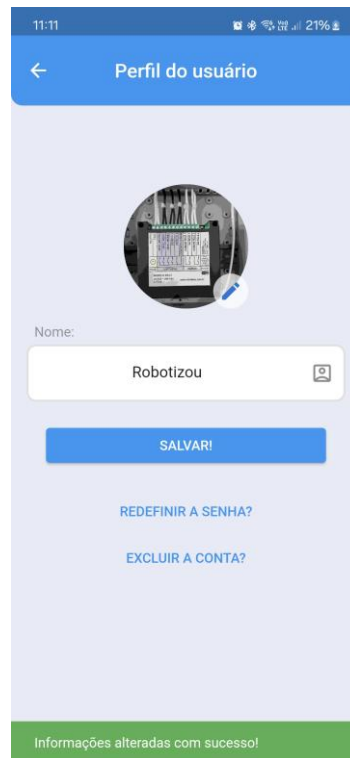 11:11
21%
Perfil do usuário
Nome:
Robotizou
SALVAR!
REDEFINIR A SENHA?
EXCLUIR A CONTA?
Informações alteradas com sucesso!